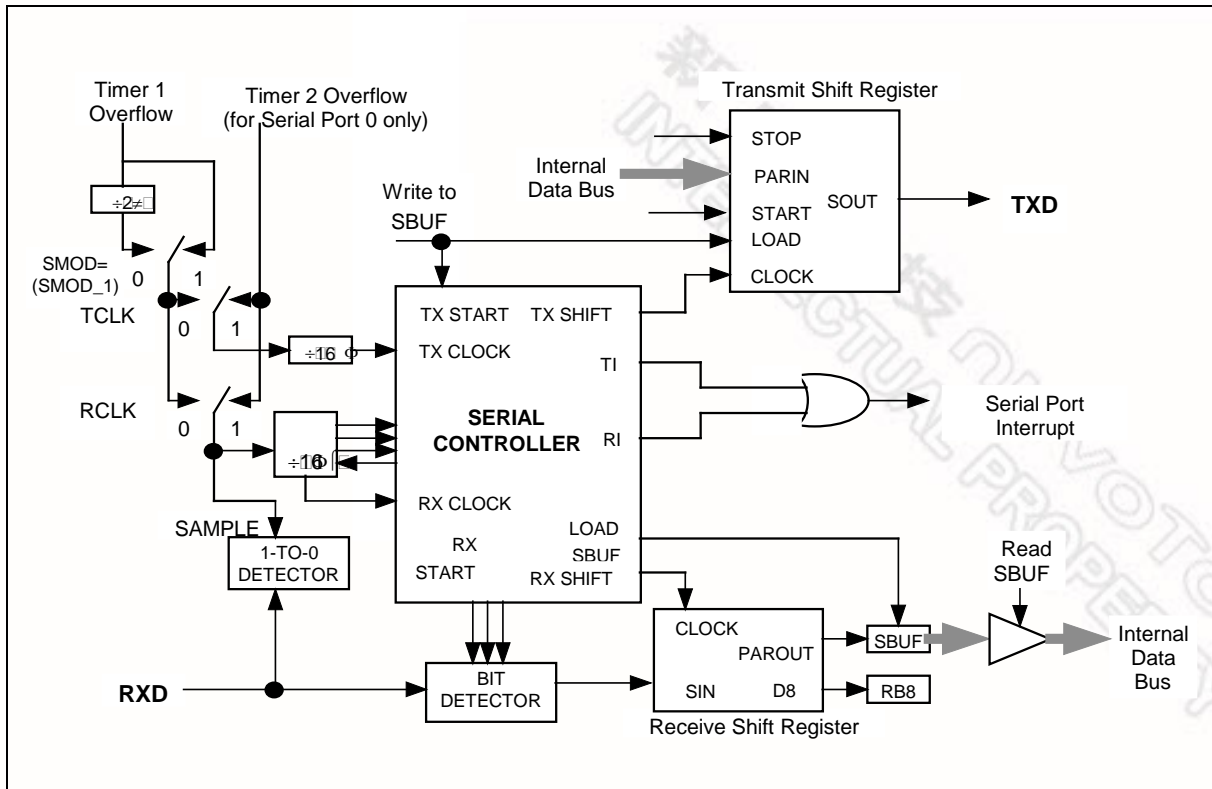 Timer 1
Overflow
Timer 2 Overflow
(for Serial Port 0 only)
SMOD=
(SMOD_1)
0
1
TCLK
0
1
÷16
RCLK
0
1
SAMPLE
1-TO-0
DETECTOR
RXD
Write to
SBUF
TX START
TX SHIFT
TX CLOCK
TI
SERIAL
CONTROLLER
RI
RX CLOCK
LOAD
SBUF
RX
START
RX SHIFT
BIT
DETECTOR
Transmit Shift Register
Internal
Data Bus
STOP
PARIN
SOUT
START
LOAD
CLOCK
TXD
Serial Port
Interrupt
CLOCK
PAROUT
SIN
D8
Receive Shift Register
SBUF
RB8
Read
SBUF
Internal
Data
Bus